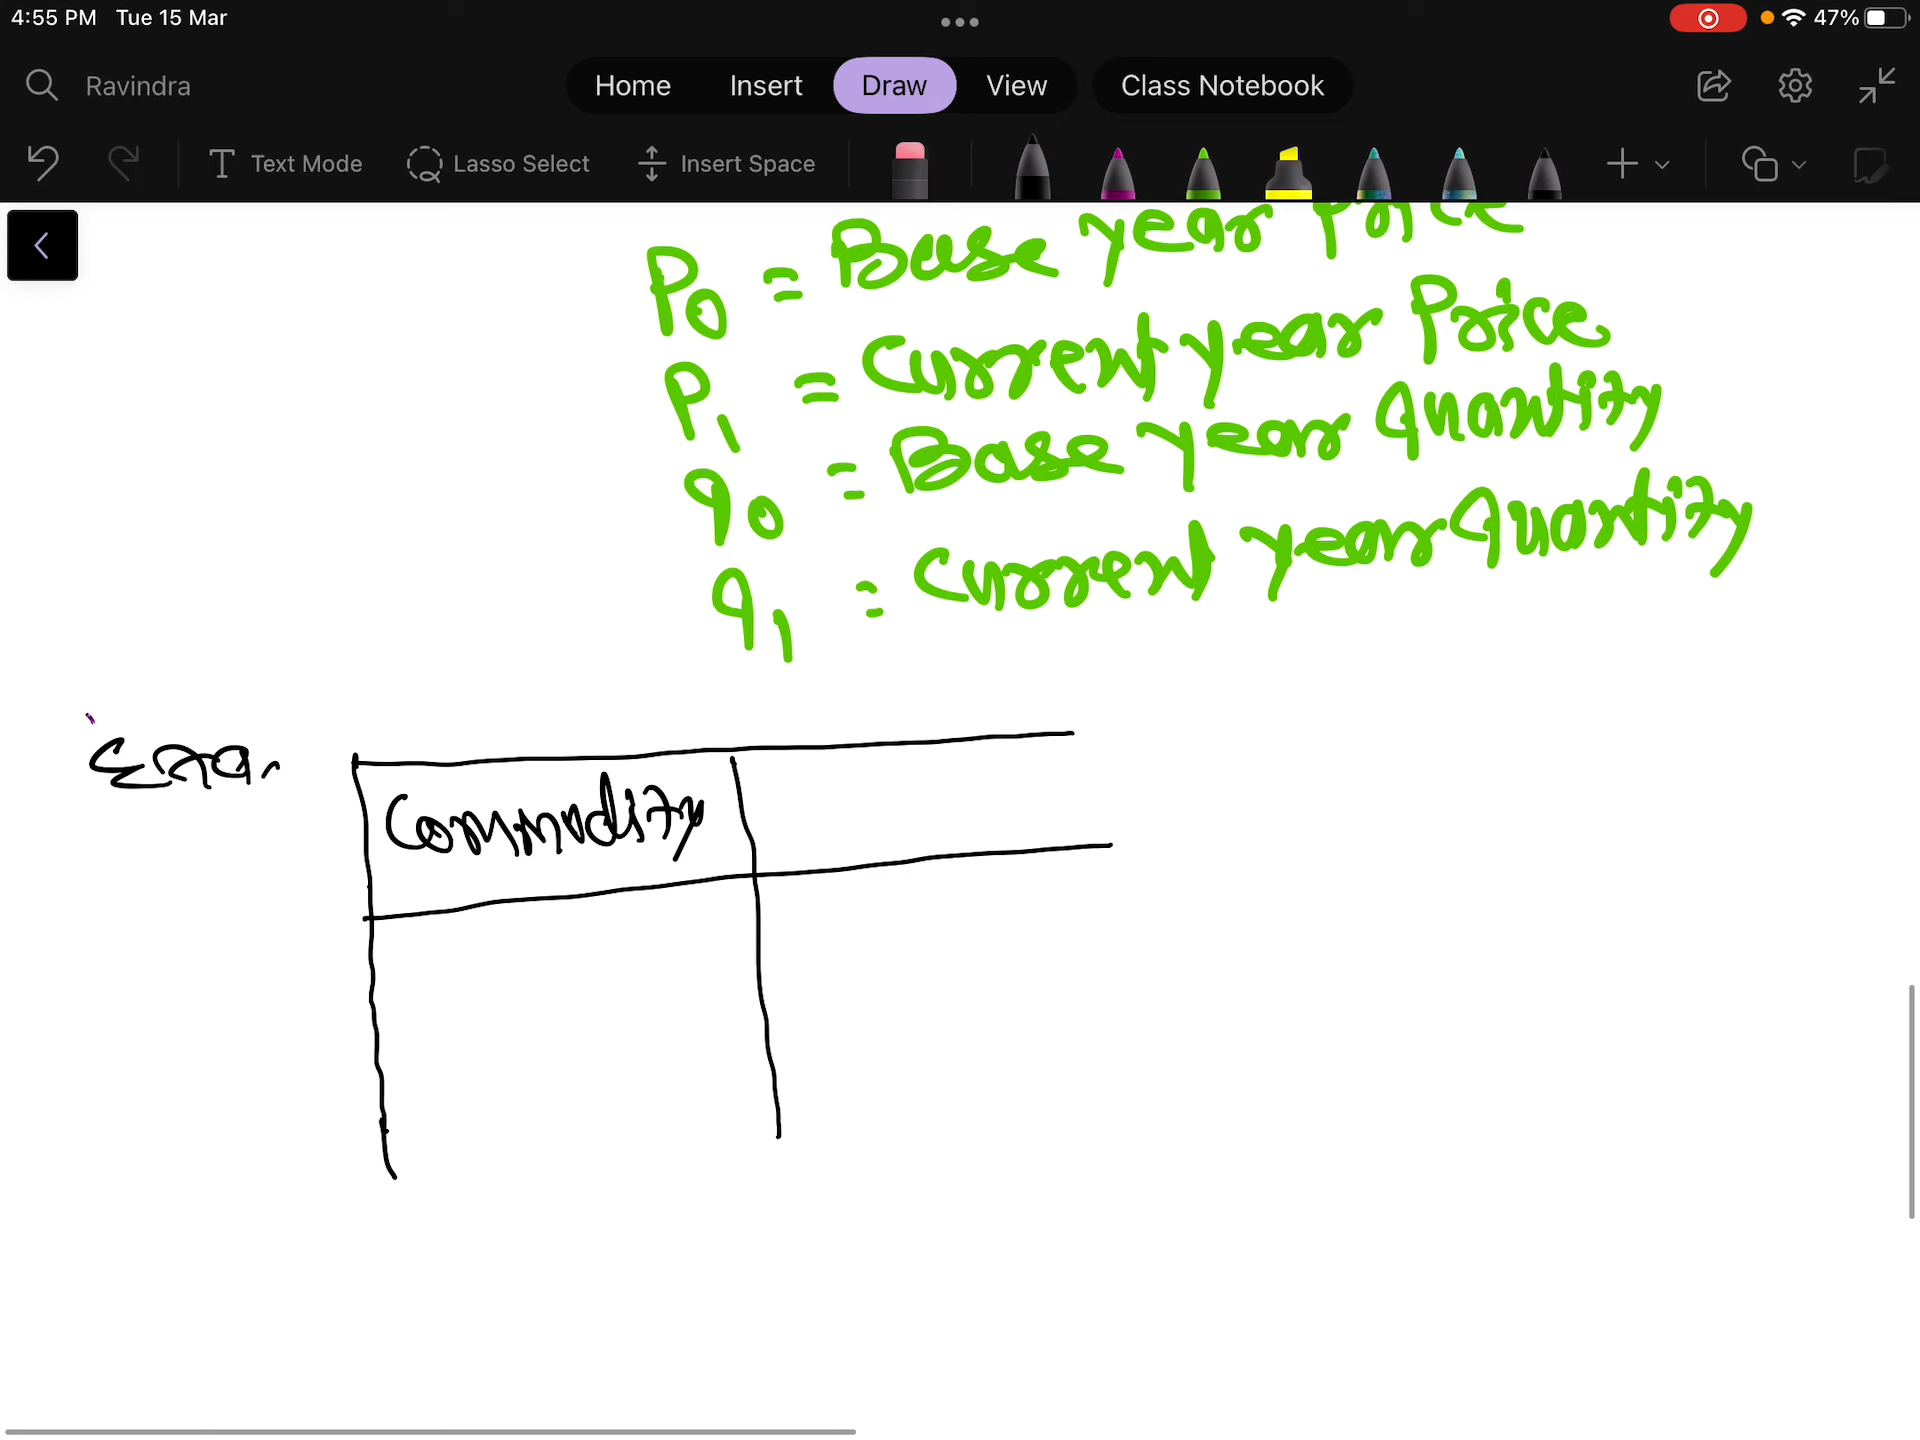 4:55 PM Tue 15 Mar
47%
Ravindra
Home Insert Draw View Class Notebook
Text Mode Lasso Select Insert Space
P0 = Base year Price
P1 = Current year Price
q0 = Base year Quantity
q1 = Current year Quantity
Exa.
Commodity